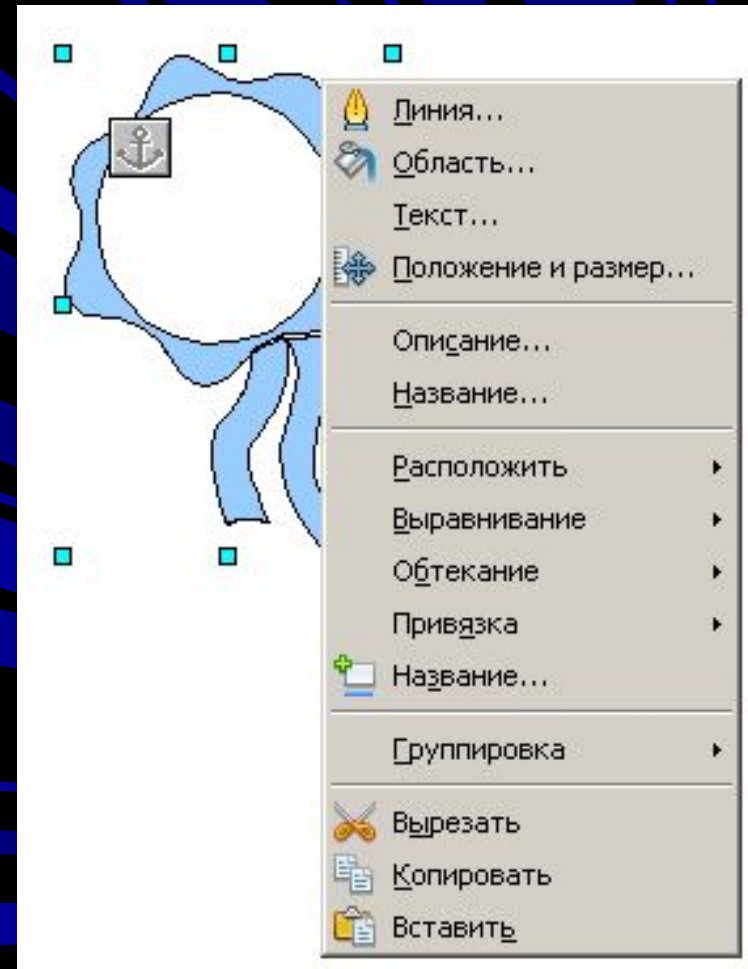 Линия...
Область...
Текст...
Положение и размер...
Описание...
Название...
Расположить
Выравнивание
Обтекание
Привязка
Название...
Группировка
Вырезать
Копировать
Вставить